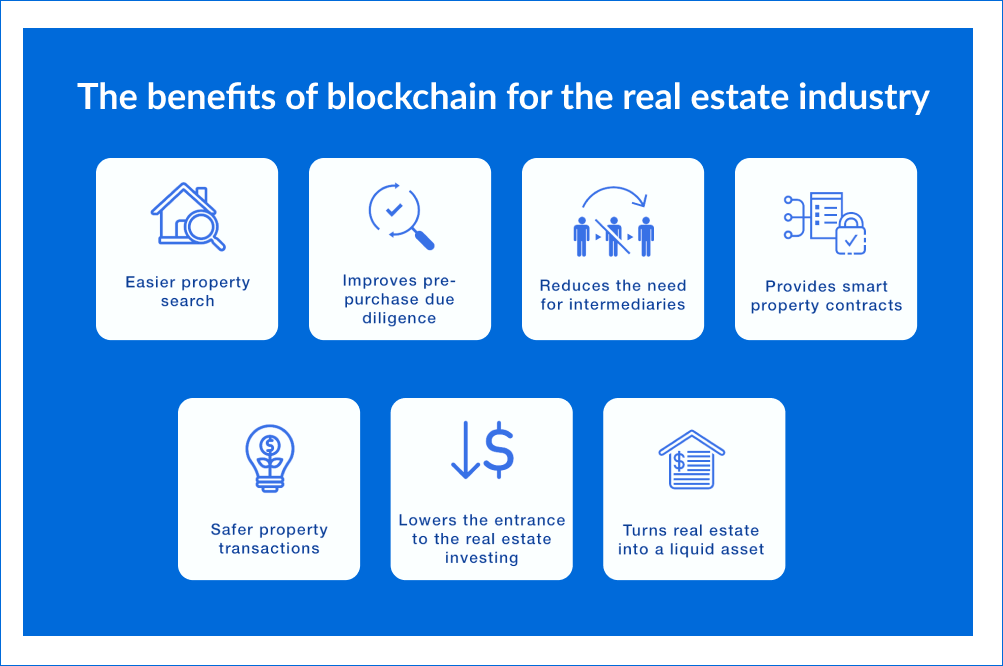 The benefits of blockchain for the real estate industry
Easier property
search
Improves pre-
purchase due
diligence
Reduces the need
for intermediaries
Provides smart
property contracts
Safer property
transactions
Lowers the entrance
to the real estate
investing
Turns real estate
into a liquid asset